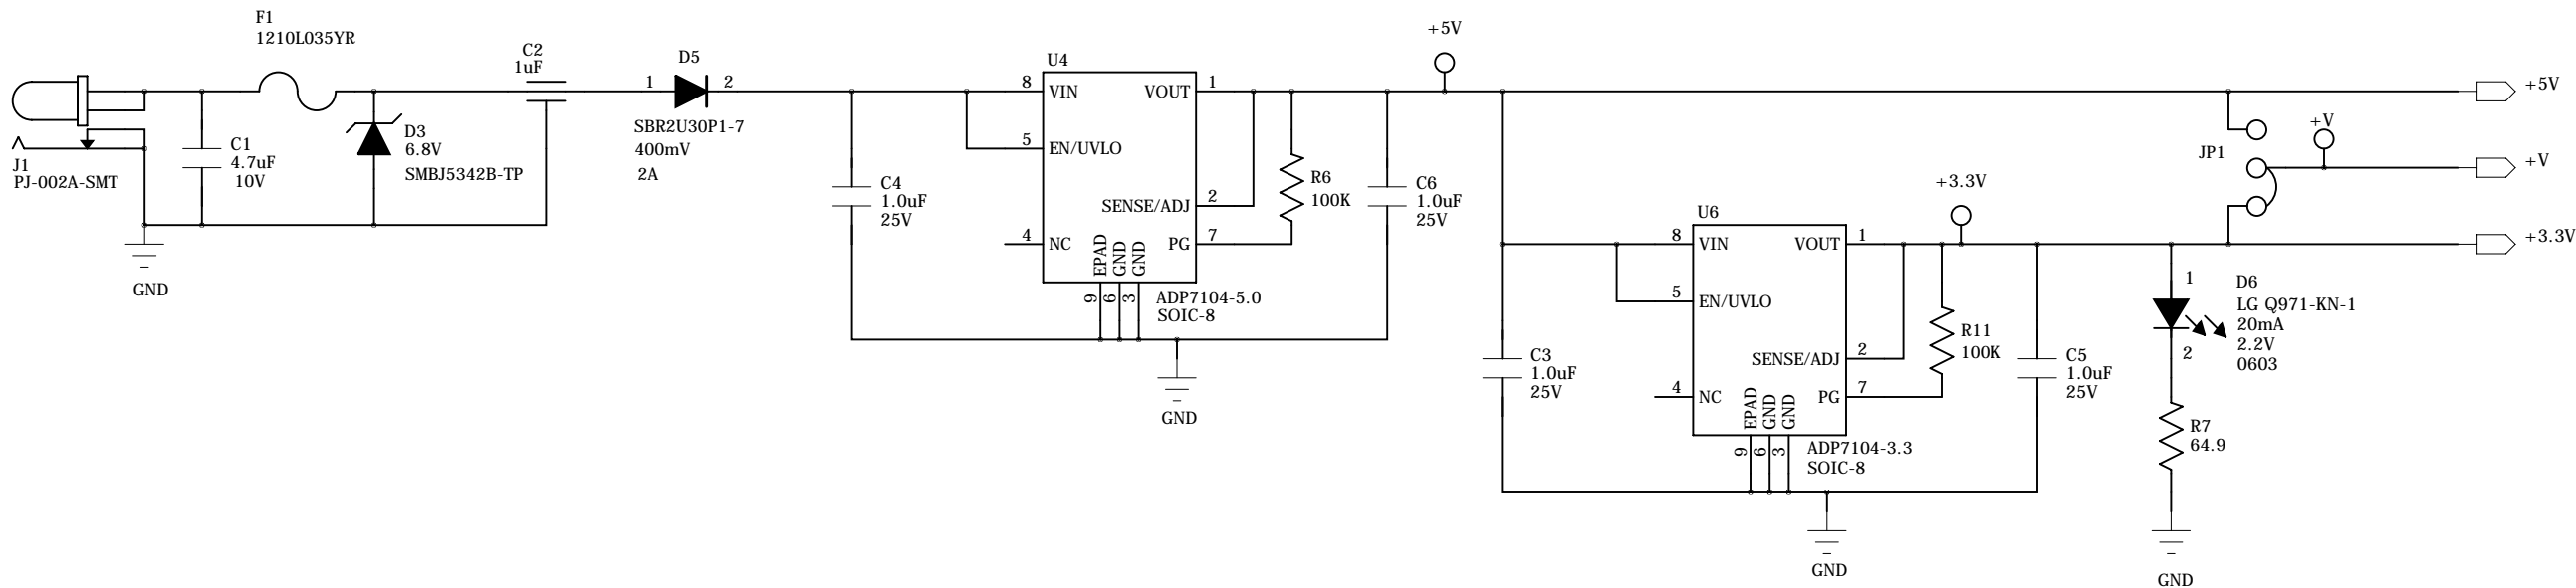 F1
1210L035YR
J1
PJ-002A-SMT
C1
4.7uF
10V
GND
D3
6.8V
SMBJ5342B-TP
C2
1uF
D5
1
2
SBR2U30P1-7
400mV
2A
C4
1.0uF
25V
U4
8
VIN
VOUT
1
5
EN/UVLO
SENSE/ADJ
2
4
NC
PG
7
EPAD
GND
GND
9
6
3
ADP7104-5.0
SOIC-8
GND
R6
100K
C6
1.0uF
25V
+5V
C3
1.0uF
25V
U6
8
VIN
VOUT
1
5
EN/UVLO
SENSE/ADJ
2
4
NC
PG
7
EPAD
GND
GND
9
6
3
ADP7104-3.3
SOIC-8
GND
+3.3V
R11
100K
C5
1.0uF
25V
1
2
D6
LG Q971-KN-1
20mA
2.2V
0603
R7
64.9
GND
JP1
+V
+5V
+V
+3.3V